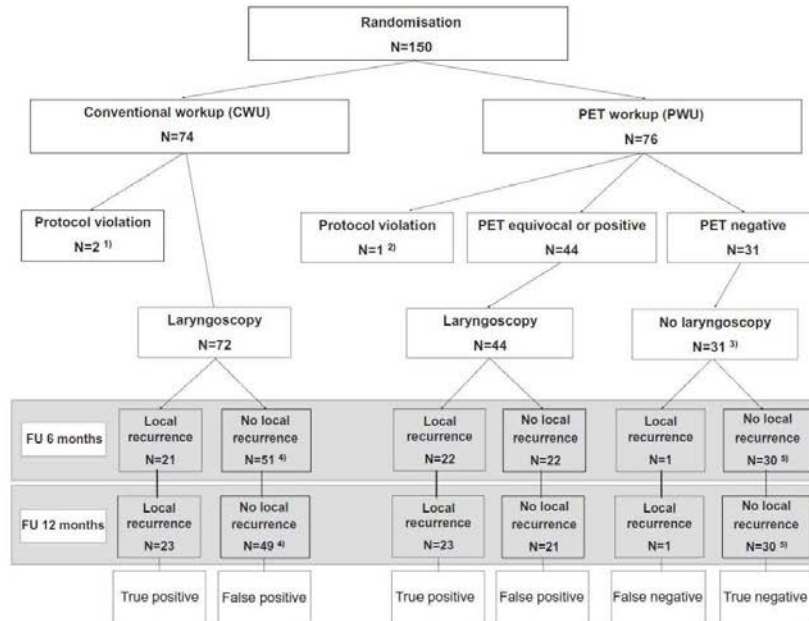 Randomisation
N=150
Conventional workup (CWU)
N=74
PET workup (PWU)
N=76
Protocol violation
N=2 1)
Protocol violation
N=1 2)
PET equivocal or positive
N=44
PET negative
N=31
Laryngoscopy
N=72
Laryngoscopy
N=44
No laryngoscopy
N=31 3)
FU 6 months
Local
recurrence
N=21
No local
recurrence
N=51 4)
Local
recurrence
N=22
No local
recurrence
N=22
Local
recurrence
N=1
No local
recurrence
N=30 5)
FU 12 months
Local
recurrence
N=23
No local
recurrence
N=49 4)
Local
recurrence
N=23
No local
recurrence
N=21
Local
recurrence
N=1
No local
recurrence
N=30 5)
True positive
False positive
True positive
False positive
False negative
True negative